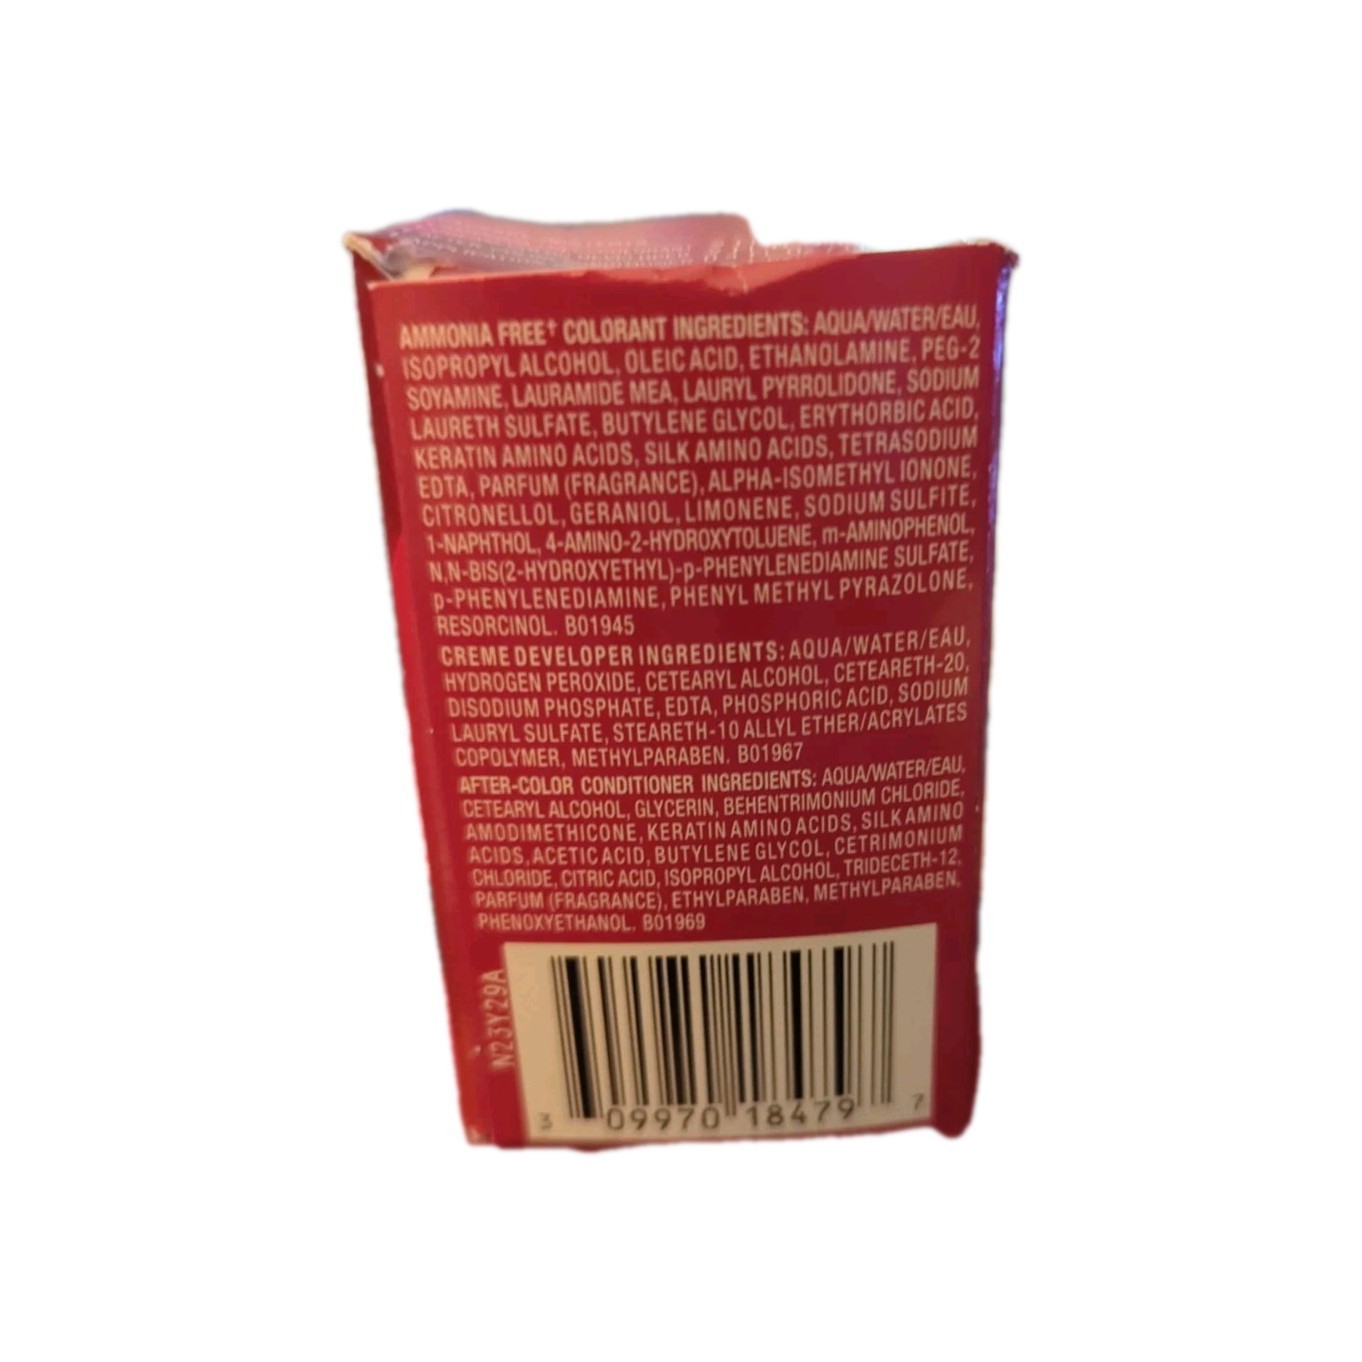 AMMONIA FREE† COLORANT INGREDIENTS: AQUA/WATER/EAU,
ISOPROPYL ALCOHOL, OLEIC ACID, ETHANOLAMINE, PEG-2
SOYAMINE, LAURAMIDE MEA, LAURYL PYRROLIDONE, SODIUM
LAURETH SULFATE, BUTYLENE GLYCOL, ERYTHORBIC ACID,
KERATIN AMINO ACIDS, SILK AMINO ACIDS, TETRASODIUM
EDTA, PARFUM (FRAGRANCE), ALPHA-ISOMETHYL IONONE,
CITRONELLOL, GERANIOL, LIMONENE, SODIUM SULFITE,
1-NAPHTHOL, 4-AMINO-2-HYDROXYTOLUENE, m-AMINOPHENOL,
N,N-BIS(2-HYDROXYETHYL)-p-PHENYLENEDIAMINE SULFATE,
p-PHENYLENEDIAMINE, PHENYL METHYL PYRAZOLONE,
RESORCINOL. B01945
CREME DEVELOPER INGREDIENTS: AQUA/WATER/EAU,
HYDROGEN PEROXIDE, CETEARYL ALCOHOL, CETEARETH-20,
DISODIUM PHOSPHATE, EDTA, PHOSPHORIC ACID, SODIUM
LAURYL SULFATE, STEARETH-10 ALLYL ETHER/ACRYLATES
COPOLYMER, METHYLPARABEN. B01967
AFTER-COLOR CONDITIONER INGREDIENTS: AQUA/WATER/EAU,
CETEARYL ALCOHOL, GLYCERIN, BEHENTRIMONIUM CHLORIDE,
AMODIMETHICONE, KERATIN AMINO ACIDS, SILK AMINO
ACIDS, ACETIC ACID, BUTYLENE GLYCOL, CETRIMONIUM
CHLORIDE, CITRIC ACID, ISOPROPYL ALCOHOL, TRIDECETH-12,
PARFUM (FRAGRANCE), ETHYLPARABEN, METHYLPARABEN,
PHENOXYETHANOL. B01969
N23Y29A
3 09970 18479 7